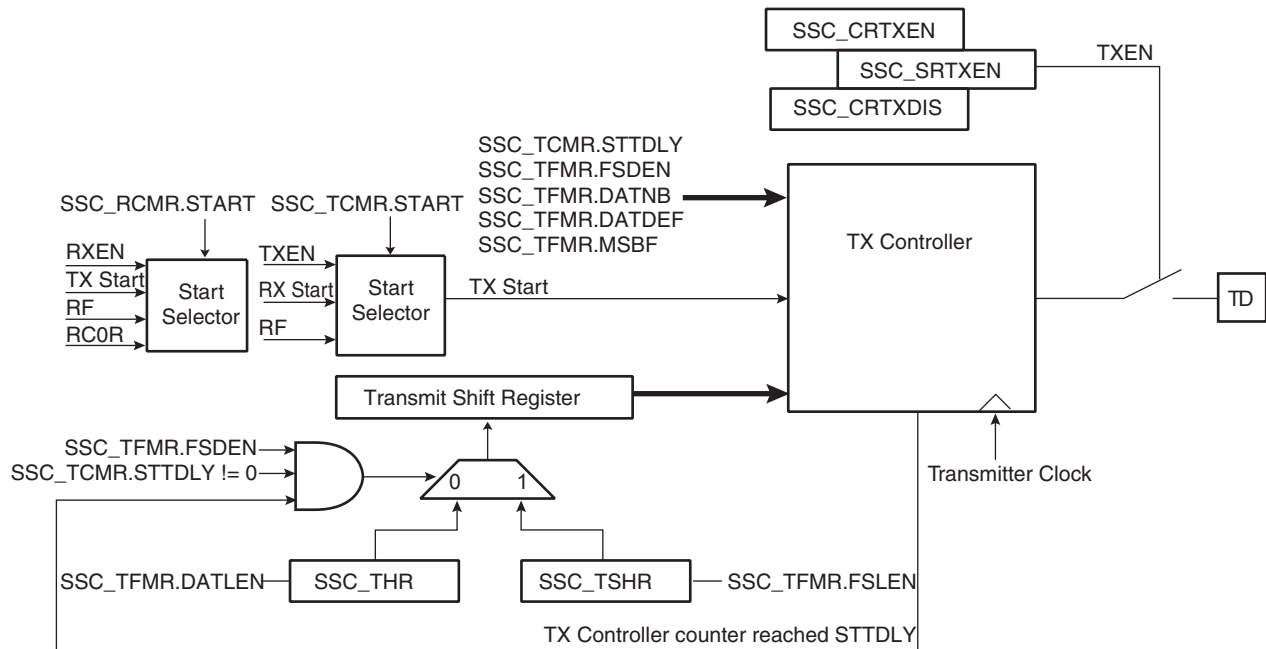 SSC_CRTXEN
SSC_SRTXEN
TXEN
SSC_CRTXDIS
SSC_TCMR.STTDLY
SSC_TFMR.FSDEN
SSC_TFMR.DATNB
SSC_TFMR.DATDEF
SSC_TFMR.MSBF
SSC_RCMR.START
SSC_TCMR.START
RXEN
TX Start
RF
RC0R
Start
Selector
TXEN
RX Start
RF
Start
Selector
TX Start
TX Controller
TD
Transmit Shift Register
SSC_TFMR.FSDEN
SSC_TCMR.STTDLY != 0
0
1
Transmitter Clock
SSC_TFMR.DATLEN
SSC_THR
SSC_TSHR
SSC_TFMR.FSLEN
TX Controller counter reached STTDLY